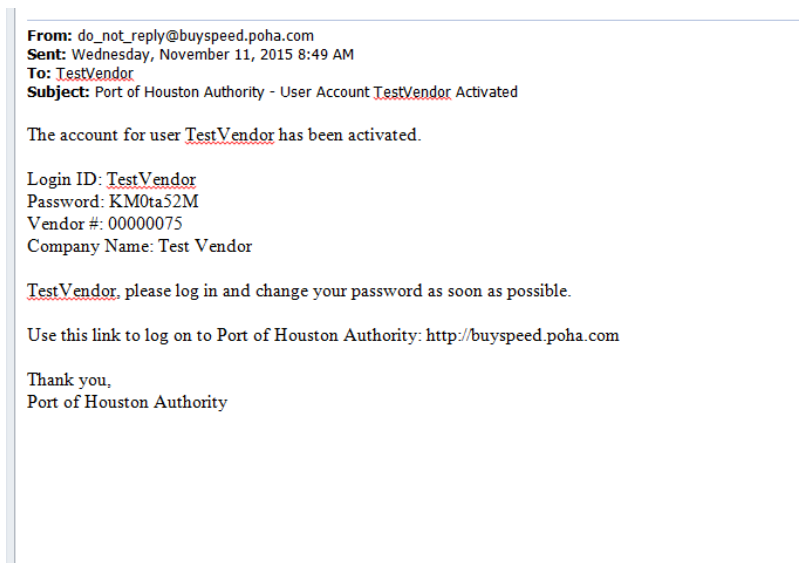 From: do_not_reply@buyspeed.poha.com
Sent: Wednesday, November 11, 2015 8:49 AM
To: TestVendor
Subject: Port of Houston Authority - User Account TestVendor Activated
The account for user TestVendor has been activated.
Login ID: TestVendor
Password: KM0ta52M
Vendor #: 00000075
Company Name: Test Vendor
TestVendor, please log in and change your password as soon as possible.
Use this link to log on to Port of Houston Authority: http://buyspeed.poha.com
Thank you,
Port of Houston Authority